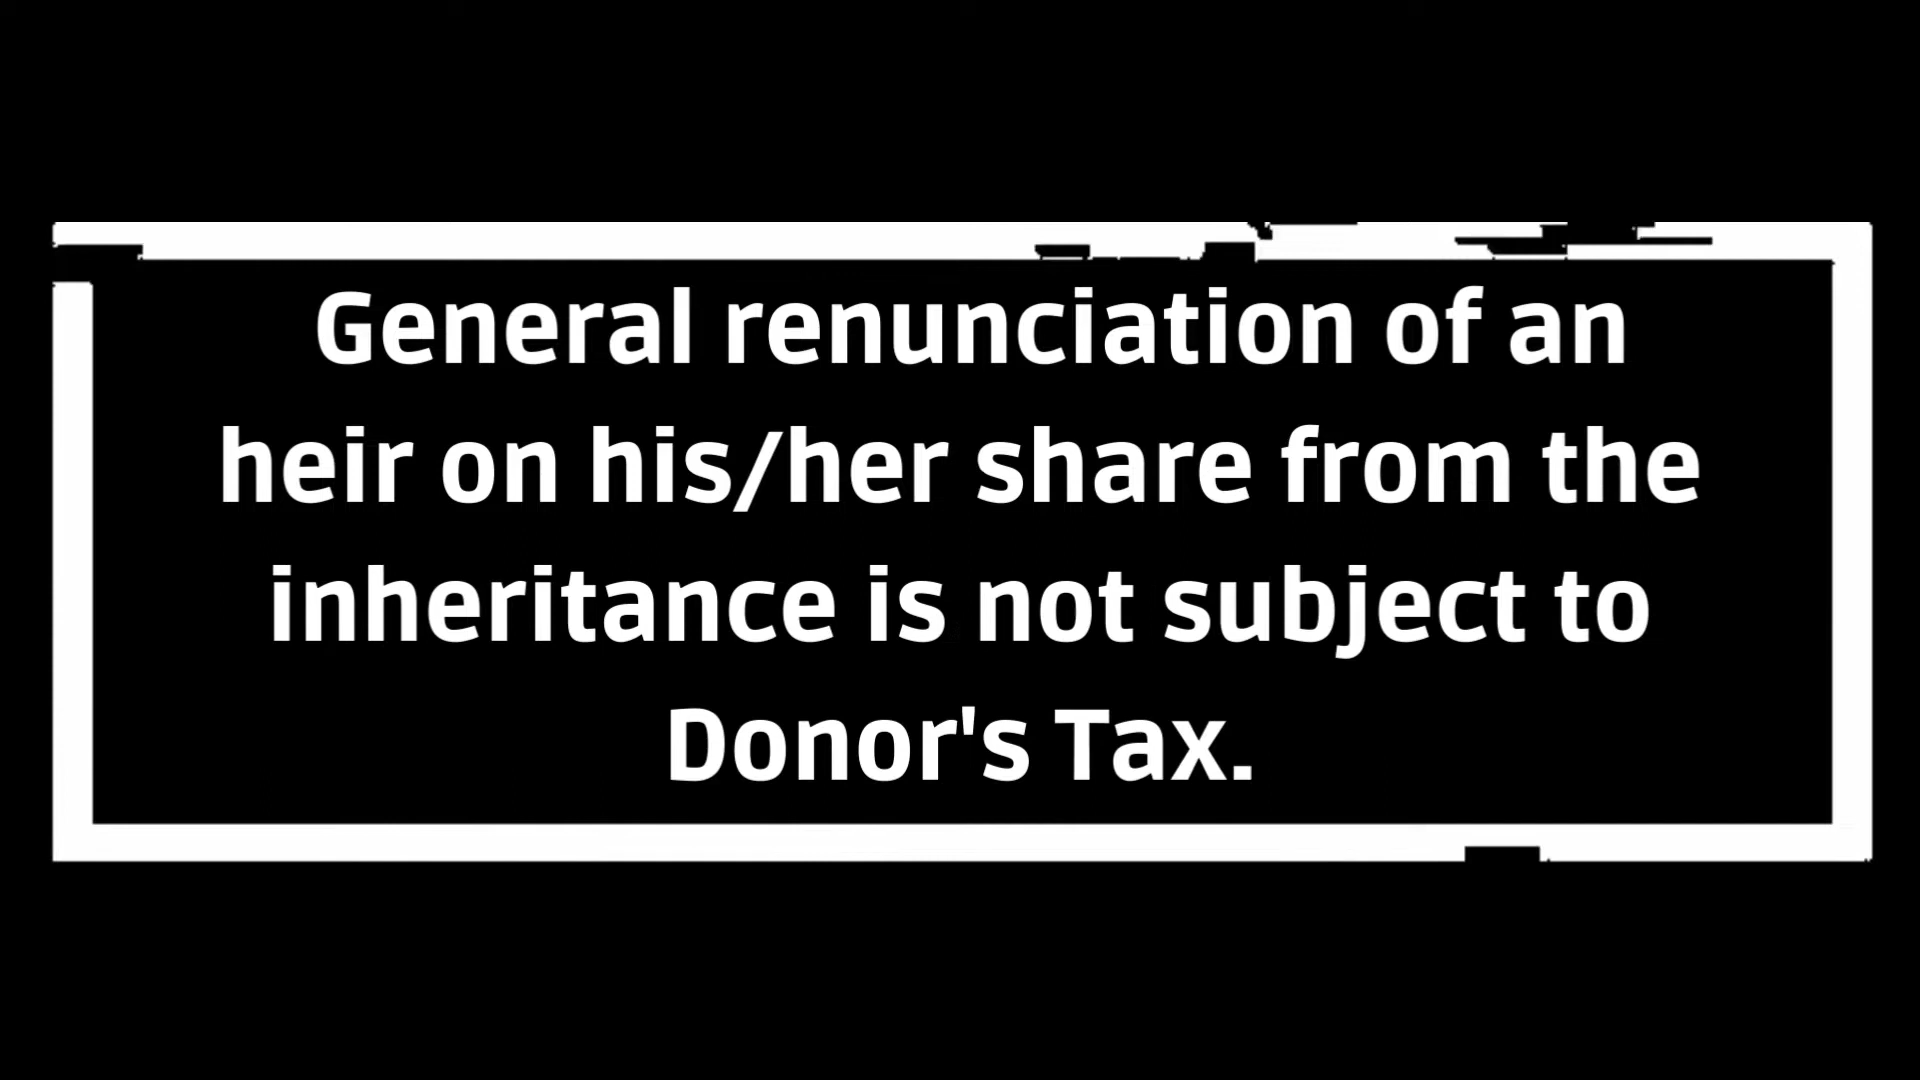 General renunciation of an
heir on his/her share from the
inheritance is not subject to
Donor's Tax.